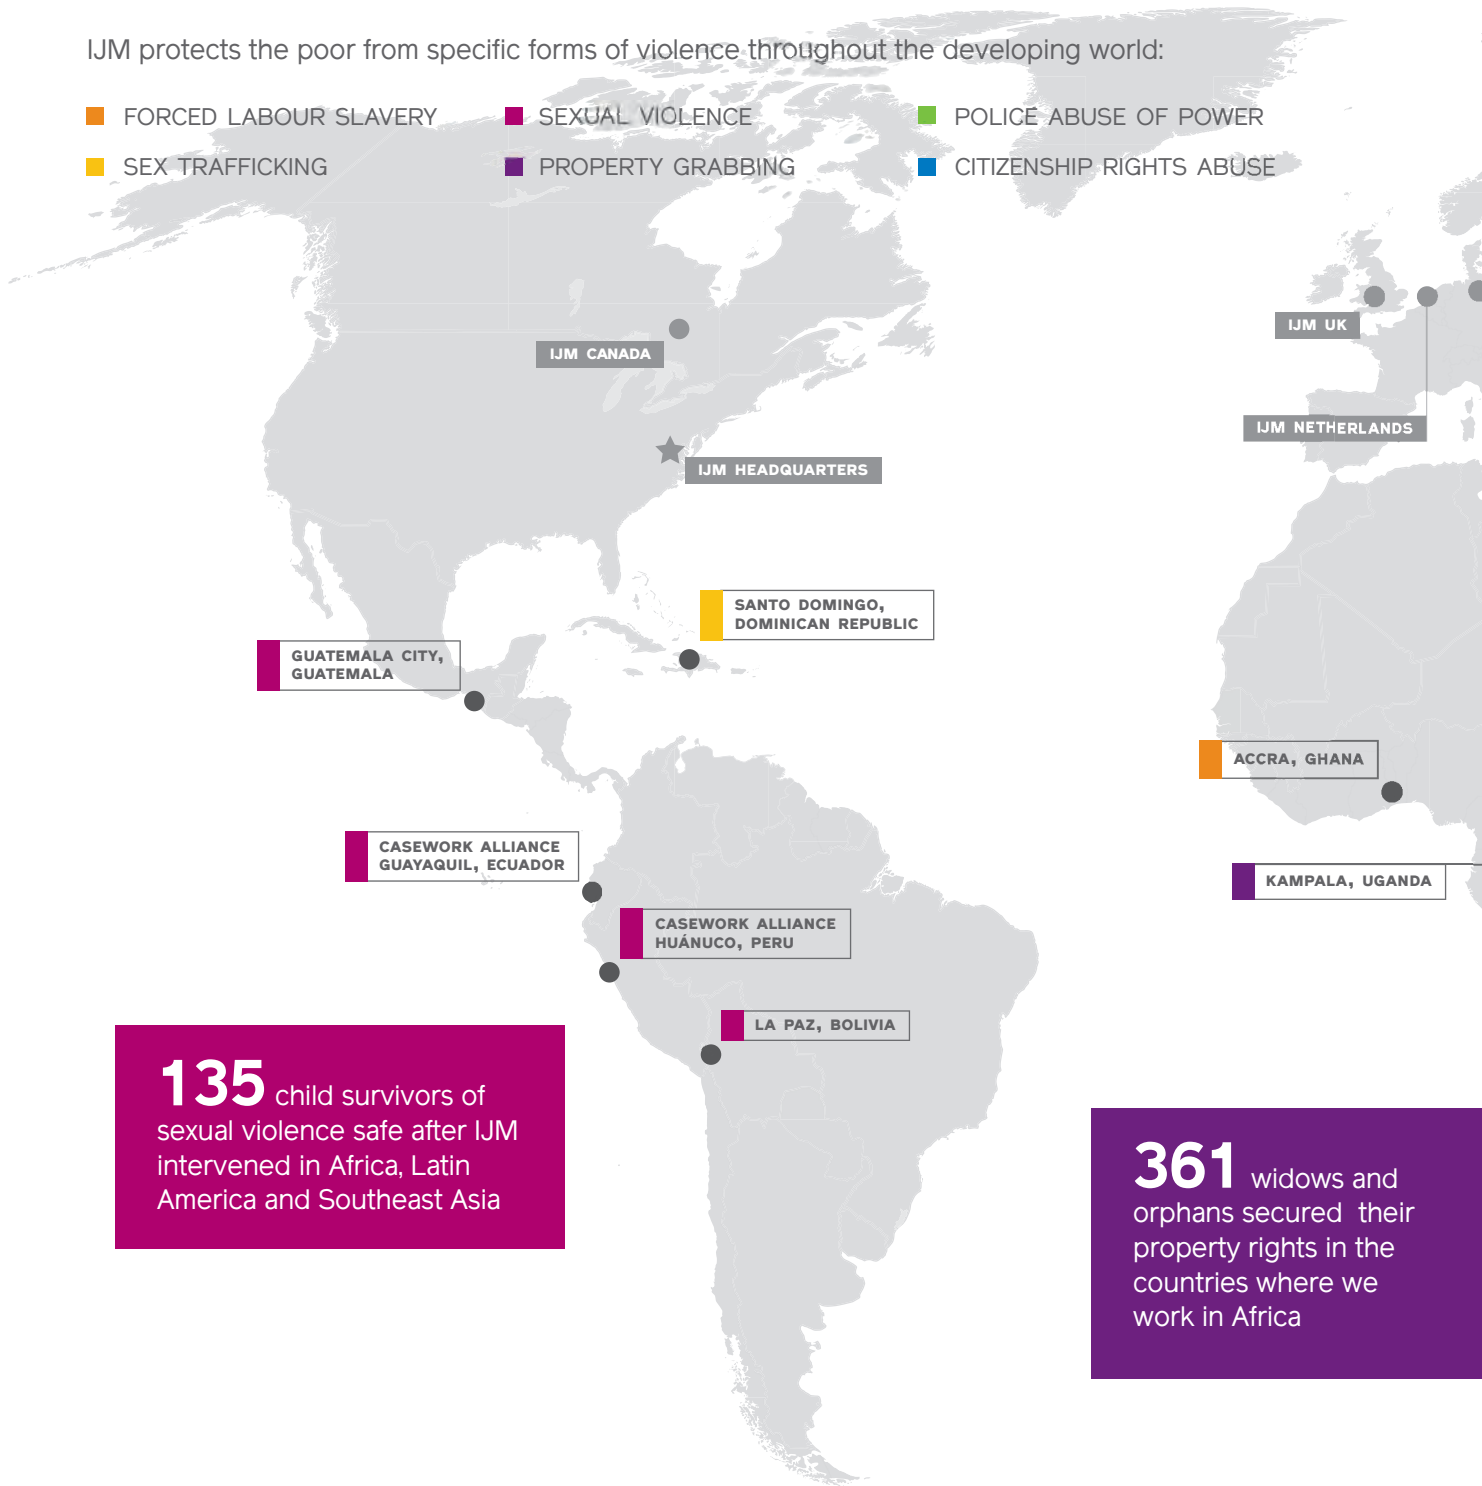 IJM protects the poor from specific forms of violence throughout the developing world:
FORCED LABOUR SLAVERY
SEXUAL VIOLENCE
POLICE ABUSE OF POWER
SEX TRAFFICKING
PROPERTY GRABBING
CITIZENSHIP RIGHTS ABUSE
IJM UK
IJM CANADA
IJM NETHERLANDS
IJM HEADQUARTERS
SANTO DOMINGO,
DOMINICAN REPUBLIC
GUATEMALA CITY,
GUATEMALA
ACCRA, GHANA
CASEWORK ALLIANCE
GUAYAQUIL, ECUADOR
KAMPALA, UGANDA
CASEWORK ALLIANCE
HUÁNUCO, PERU
LA PAZ, BOLIVIA
135 child survivors of
sexual violence safe after IJM
intervened in Africa, Latin
America and Southeast Asia
361 widows and
orphans secured their
property rights in the
countries where we
work in Africa